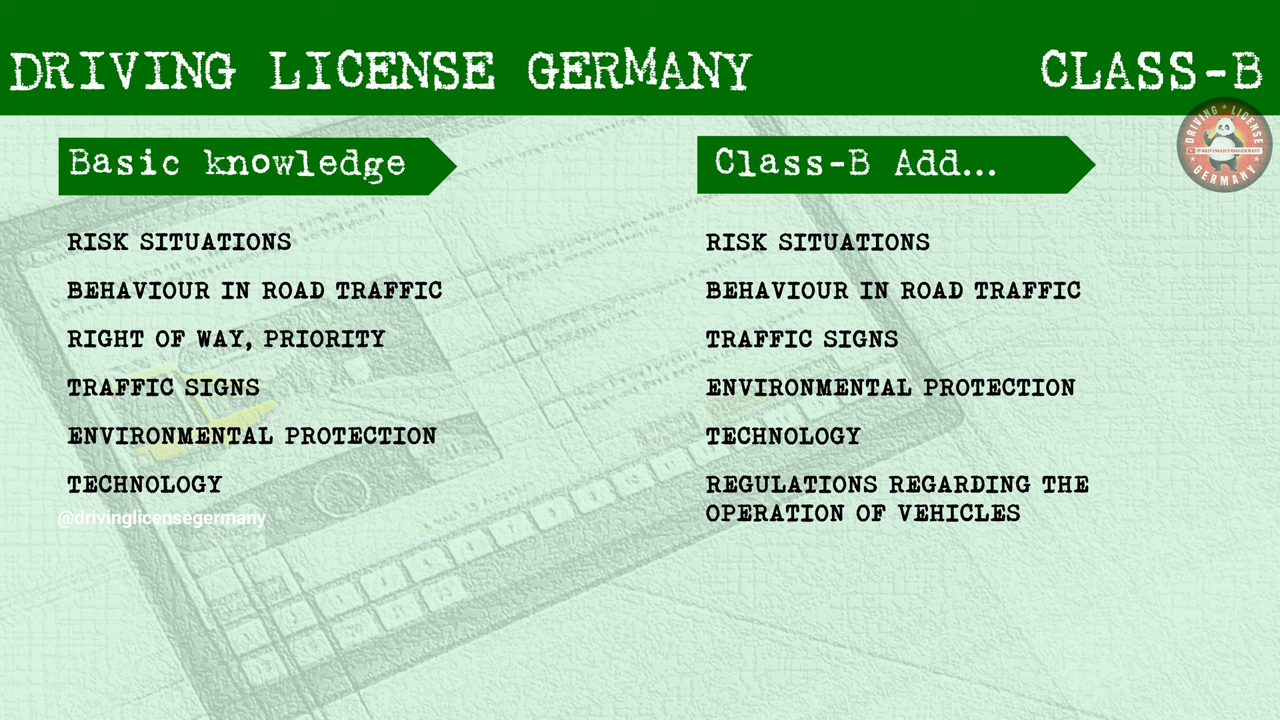 DRIVING LICENSE GERMANY
CLASS-B
Basic knowledge
RISK SITUATIONS
BEHAVIOUR IN ROAD TRAFFIC
RIGHT OF WAY, PRIORITY
TRAFFIC SIGNS
ENVIRONMENTAL PROTECTION
TECHNOLOGY
@drivinglicensegermany
Class-B Add...
RISK SITUATIONS
BEHAVIOUR IN ROAD TRAFFIC
TRAFFIC SIGNS
ENVIRONMENTAL PROTECTION
TECHNOLOGY
REGULATIONS REGARDING THE
OPERATION OF VEHICLES
DRIVING * LICENSE
@DRIVINGLICENSEGERMANY
GERMANY